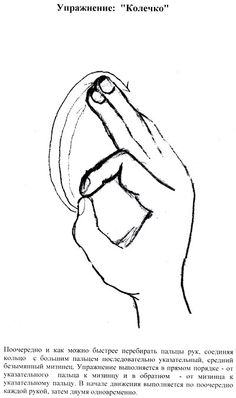 Упражнение: "Колечко"
Поочередно и как можно быстрее перебирать пальцы рук, соединяя
кольцо с большим пальцем последовательно указательный, средний
безымянный митинец. Упражнение выполняется в прямом порядке - от
указательного пальца к мизинцу и в обратном - от мизинца к
указательному пальцу. В начале движения выполняется по поочередно
каждой рукой, затем двумя одновременно.